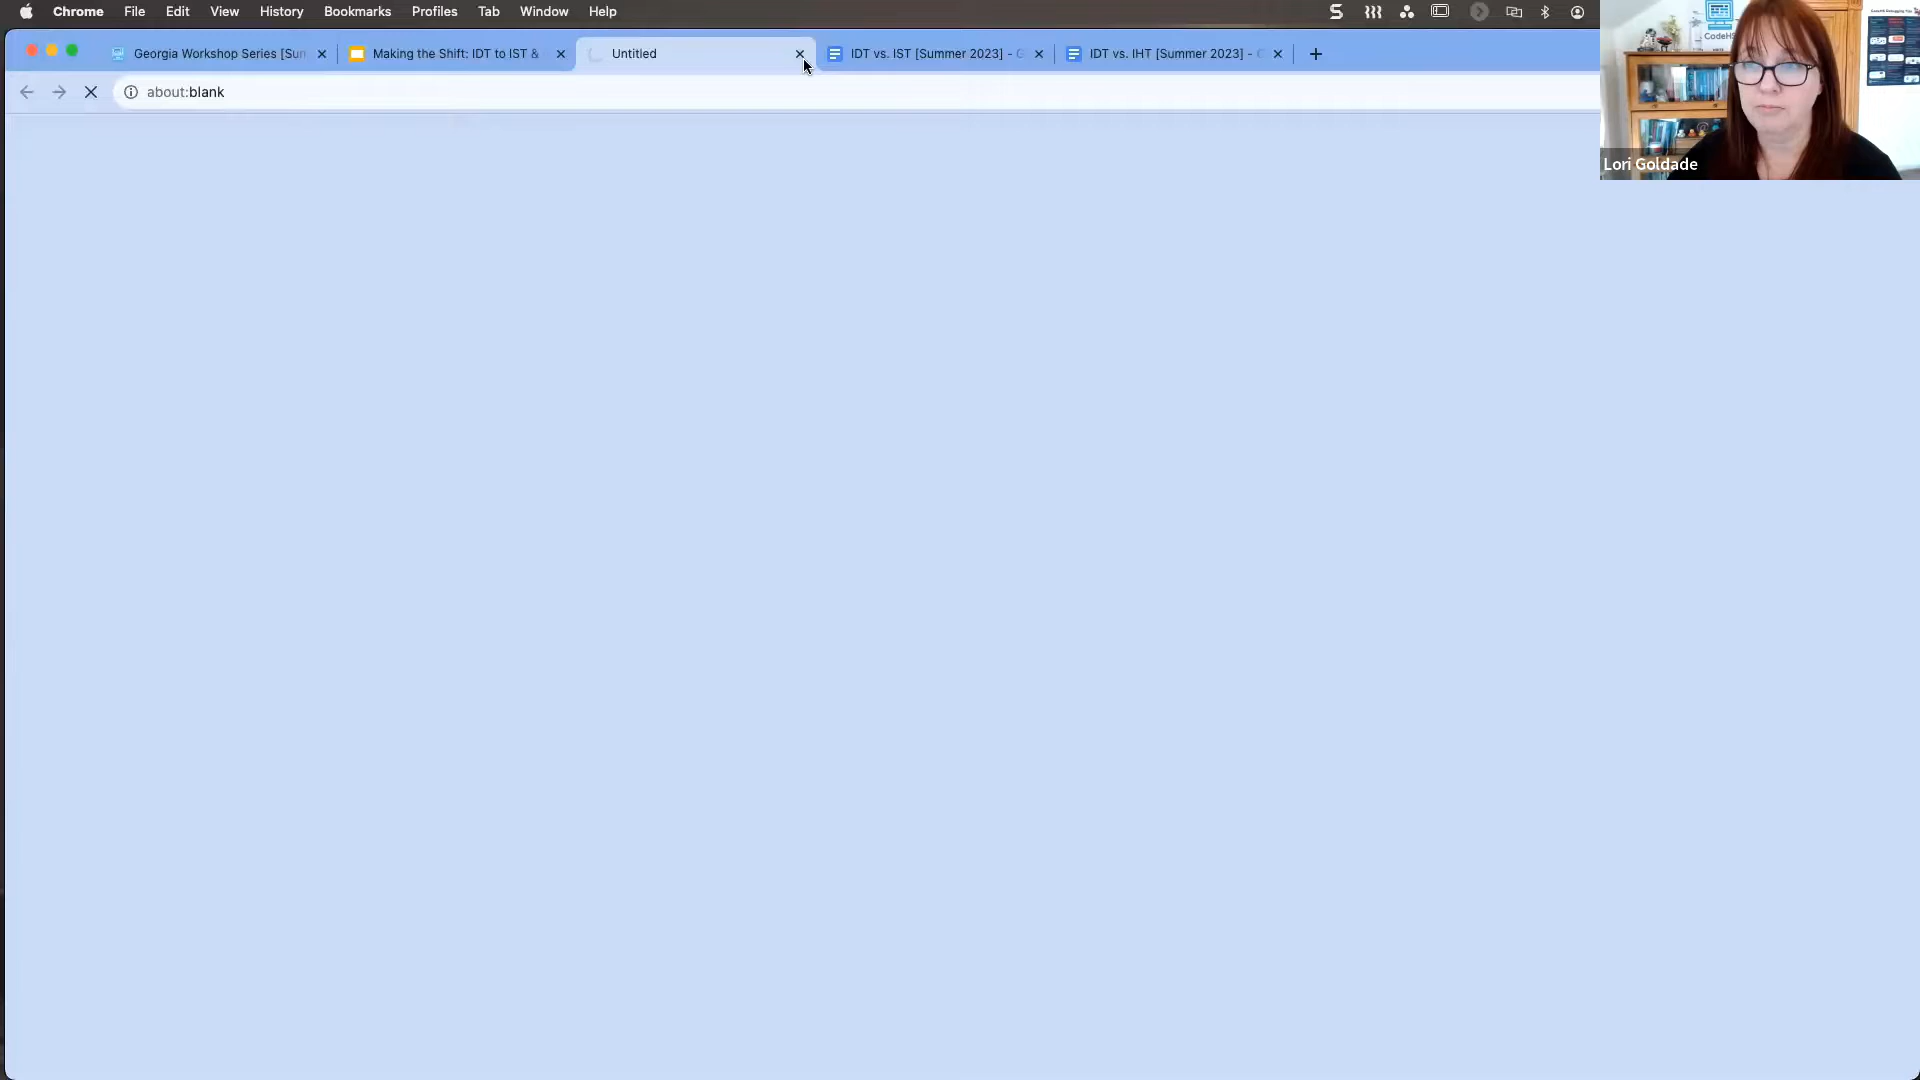 Chrome File Edit View History Bookmarks Profiles Tab Window Help
Georgia Workshop Series [Sun
Making the Shift: IDT to IST &
Untitled
IDT vs. IST [Summer 2023] - G
IDT vs. IHT [Summer 2023] -
about:blank
CodeHS
Lori Goldade